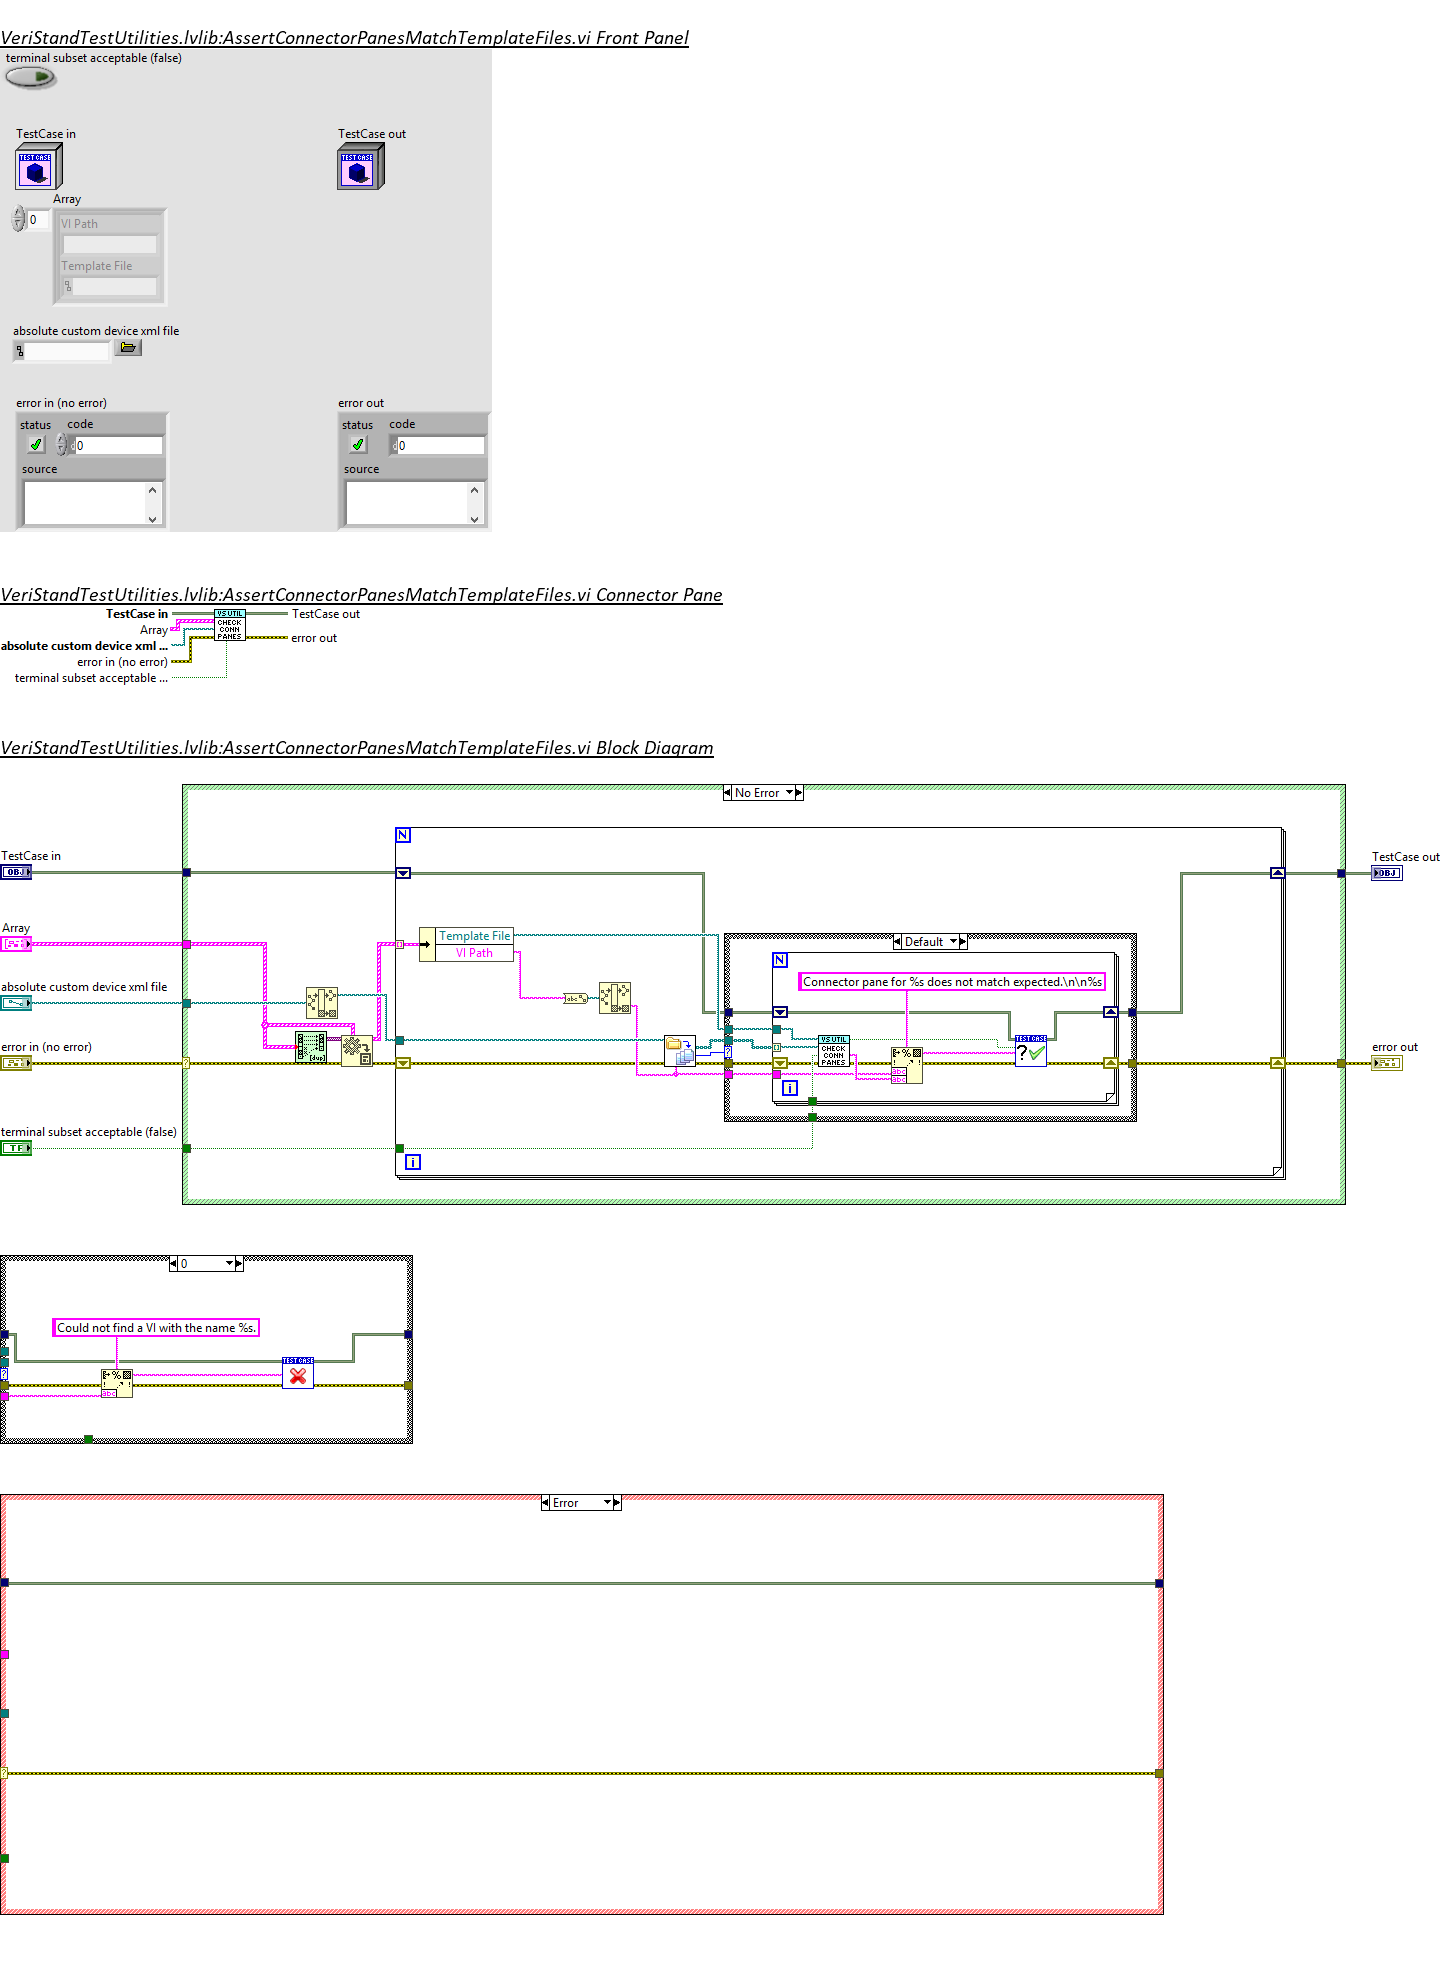 VeriStandTestUtilities.lvlib:AssertConnectorPanesMatchTemplateFiles.vi Front Panel
terminal subset acceptable (false)
TestCase in
TestCase out
TEST CASE
TEST CASE
Array
0
VI Path
Template File
absolute custom device xml file
error in (no error)
error out
status
code
status
code
0
0
source
source
VeriStandTestUtilities.lvlib:AssertConnectorPanesMatchTemplateFiles.vi Connector Pane
TestCase in
TestCase out
VS UTIL
CHECK
CONN
PANES
Array
error out
absolute custom device xml ...
error in (no error)
terminal subset acceptable ...
VeriStandTestUtilities.lvlib:AssertConnectorPanesMatchTemplateFiles.vi Block Diagram
No Error
N
TestCase in
OBJ
TestCase out
OBJ
Array
Template File
VI Path
Default
N
absolute custom device xml file
Connector pane for %s does not match expected.\n\n%s
abc
error in (no error)
[dup]
VS UTIL
CHECK
CONN
PANES
%
abc
abc
TEST CASE
?
error out
?
?
i
terminal subset acceptable (false)
TF
i
0
Could not find a VI with the name %s.
TEST CASE
?
%
abc
Error
?